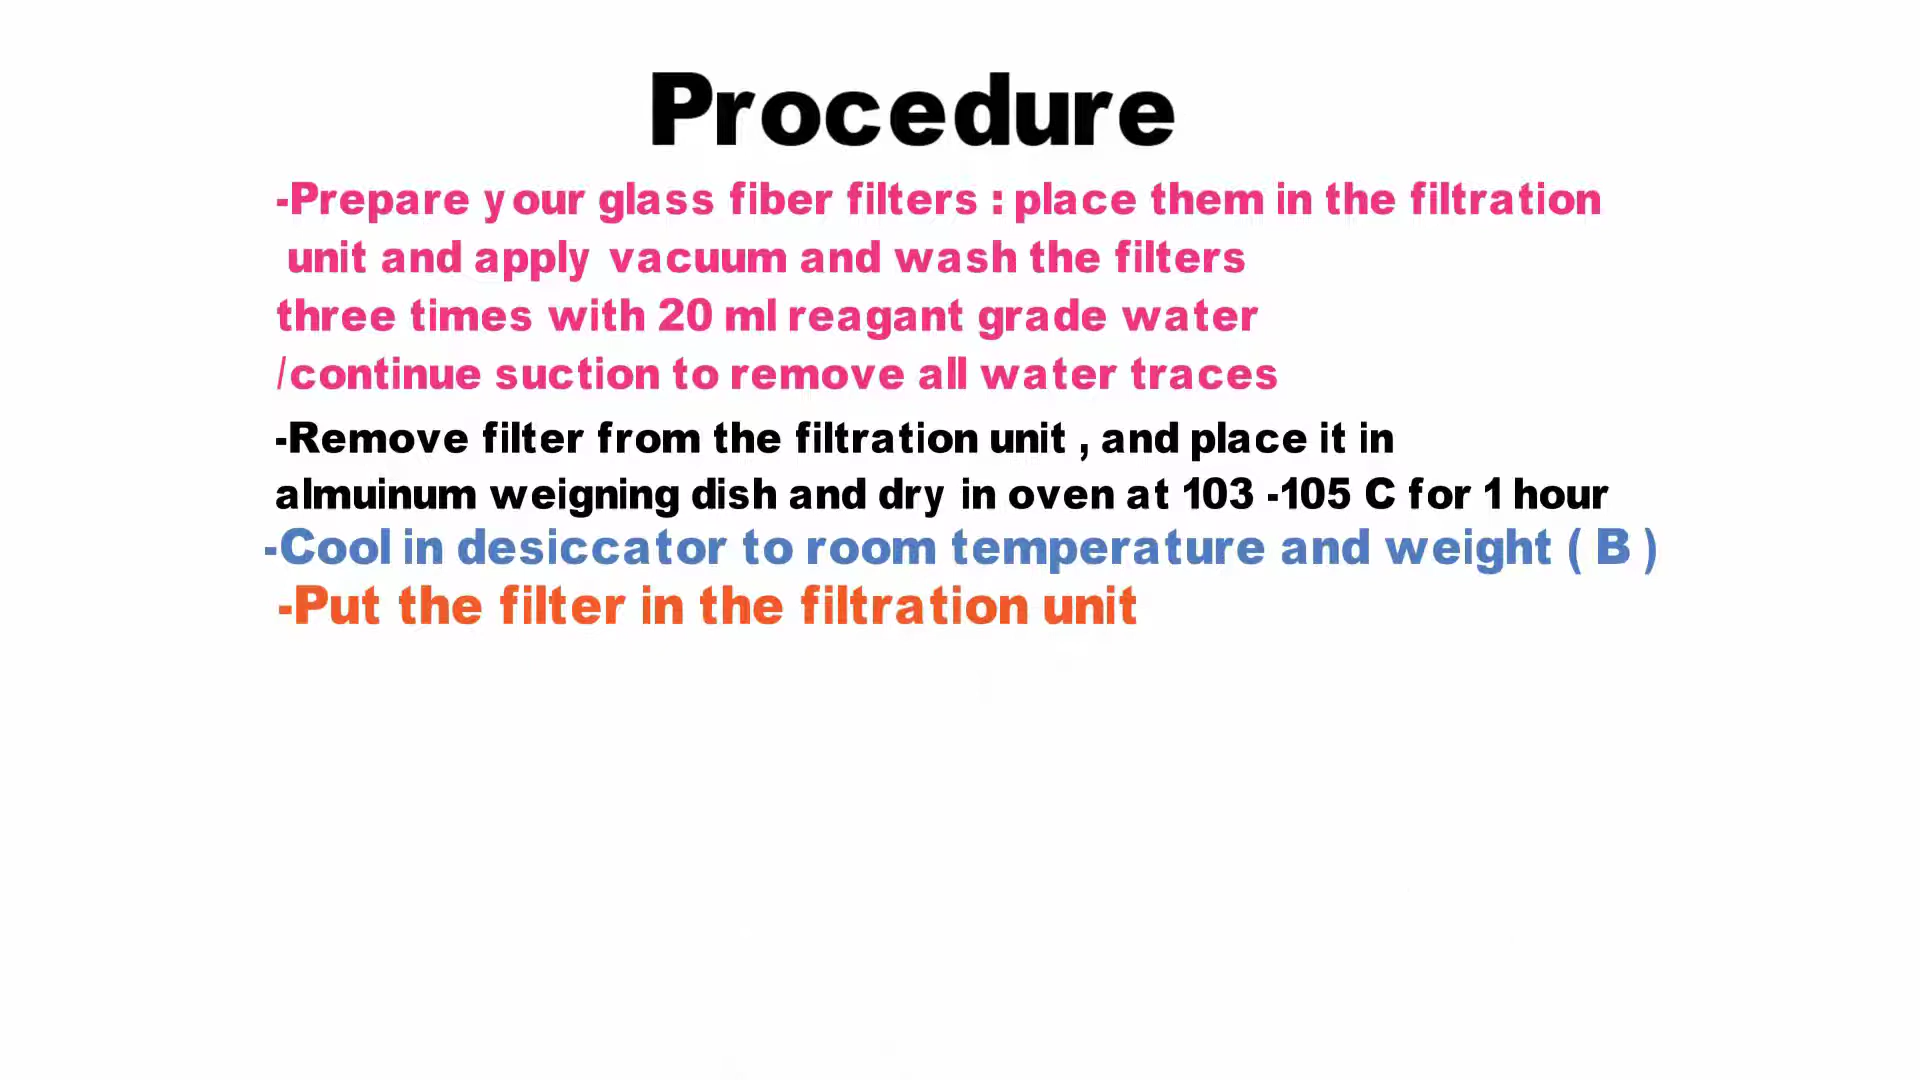 Procedure
-Prepare your glass fiber filters : place them in the filtration
unit and apply vacuum and wash the filters
three times with 20 ml reagant grade water
/continue suction to remove all water traces
-Remove filter from the filtration unit , and place it in
almuinum weigning dish and dry in oven at 103 -105 C for 1 hour
-Cool in desiccator to room temperature and weight ( B )
-Put the filter in the filtration unit